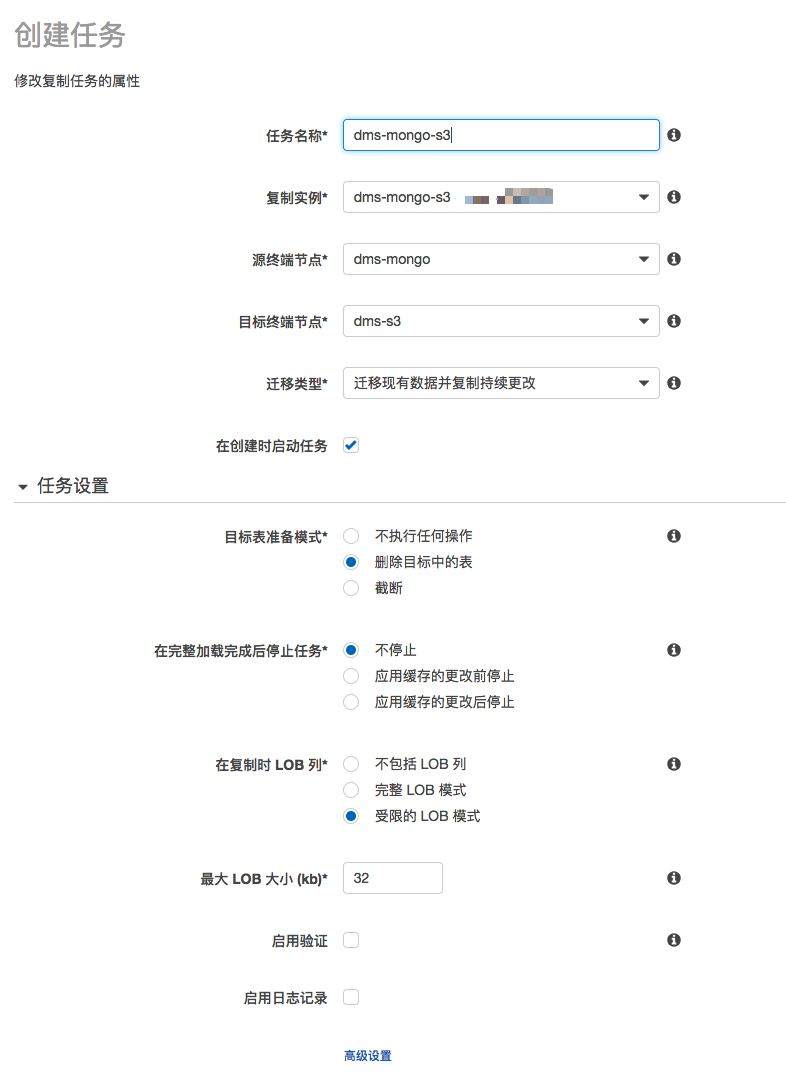 创建任务
修改复制任务的属性
任务名称* dms-mongo-s3
复制实例* dms-mongo-s3
源终端节点* dms-mongo
目标终端节点* dms-s3
迁移类型* 迁移现有数据并复制持续更改
在创建时启动任务
任务设置
目标表准备模式* 不执行任何操作
删除目标中的表
截断
在完整加载完成后停止任务* 不停止
应用缓存的更改前停止
应用缓存的更改后停止
在复制时 LOB 列* 不包括 LOB 列
完整 LOB 模式
受限的 LOB 模式
最大 LOB 大小 (kb)* 32
启用验证
启用日志记录
高级设置